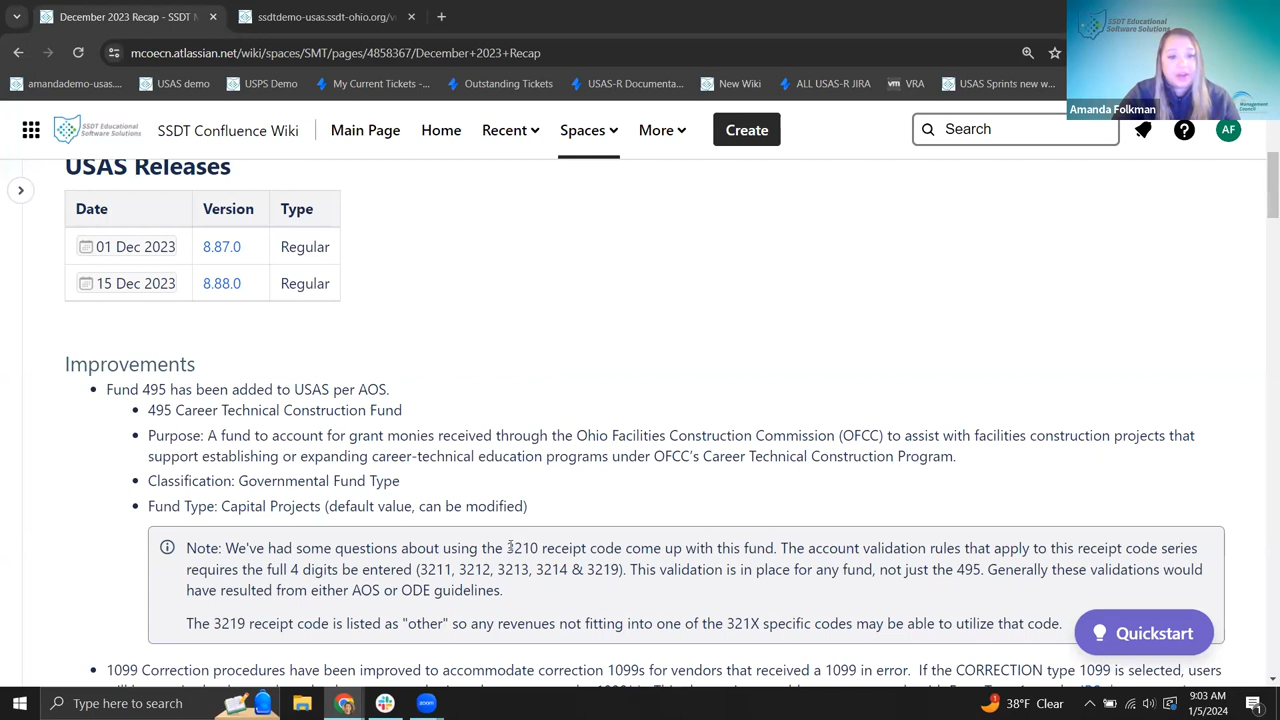 December 2023 Recap - SSDT M
ssdtdemo-usas.ssdt-ohio.org/v
mcoecn.atlassian.net/wiki/spaces/SMT/pages/4858367/December+2023+Recap
amandademo-usas....
USAS demo
USPS Demo
My Current Tickets -...
Outstanding Tickets
USAS-R Documenta...
New Wiki
ALL USAS-R JIRA
VRA
USAS Sprints new w...
SSDT Educational
Software Solutions
Management
Council
Amanda Folkman
SSDT Educational
Software Solutions
SSDT Confluence Wiki
Main Page
Home
Recent
Spaces
More
Create
Search
AF
USAS Releases
Date Version Type
01 Dec 2023 8.87.0 Regular
15 Dec 2023 8.88.0 Regular
Improvements
Fund 495 has been added to USAS per AOS.
495 Career Technical Construction Fund
Purpose: A fund to account for grant monies received through the Ohio Facilities Construction Commission (OFCC) to assist with facilities construction projects that
support establishing or expanding career-technical education programs under OFCC's Career Technical Construction Program.
Classification: Governmental Fund Type
Fund Type: Capital Projects (default value, can be modified)
Note: We've had some questions about using the 3210 receipt code come up with this fund. The account validation rules that apply to this receipt code series
requires the full 4 digits be entered (3211, 3212, 3213, 3214 & 3219). This validation is in place for any fund, not just the 495. Generally these validations would
have resulted from either AOS or ODE guidelines.
The 3219 receipt code is listed as "other" so any revenues not fitting into one of the 321X specific codes may be able to utilize that code.
Quickstart
1099 Correction procedures have been improved to accommodate correction 1099s for vendors that received a 1099 in error. If the CORRECTION type 1099 is selected, users
Type here to search
zoom
38°F Clear
9:03 AM
1/5/2024
1